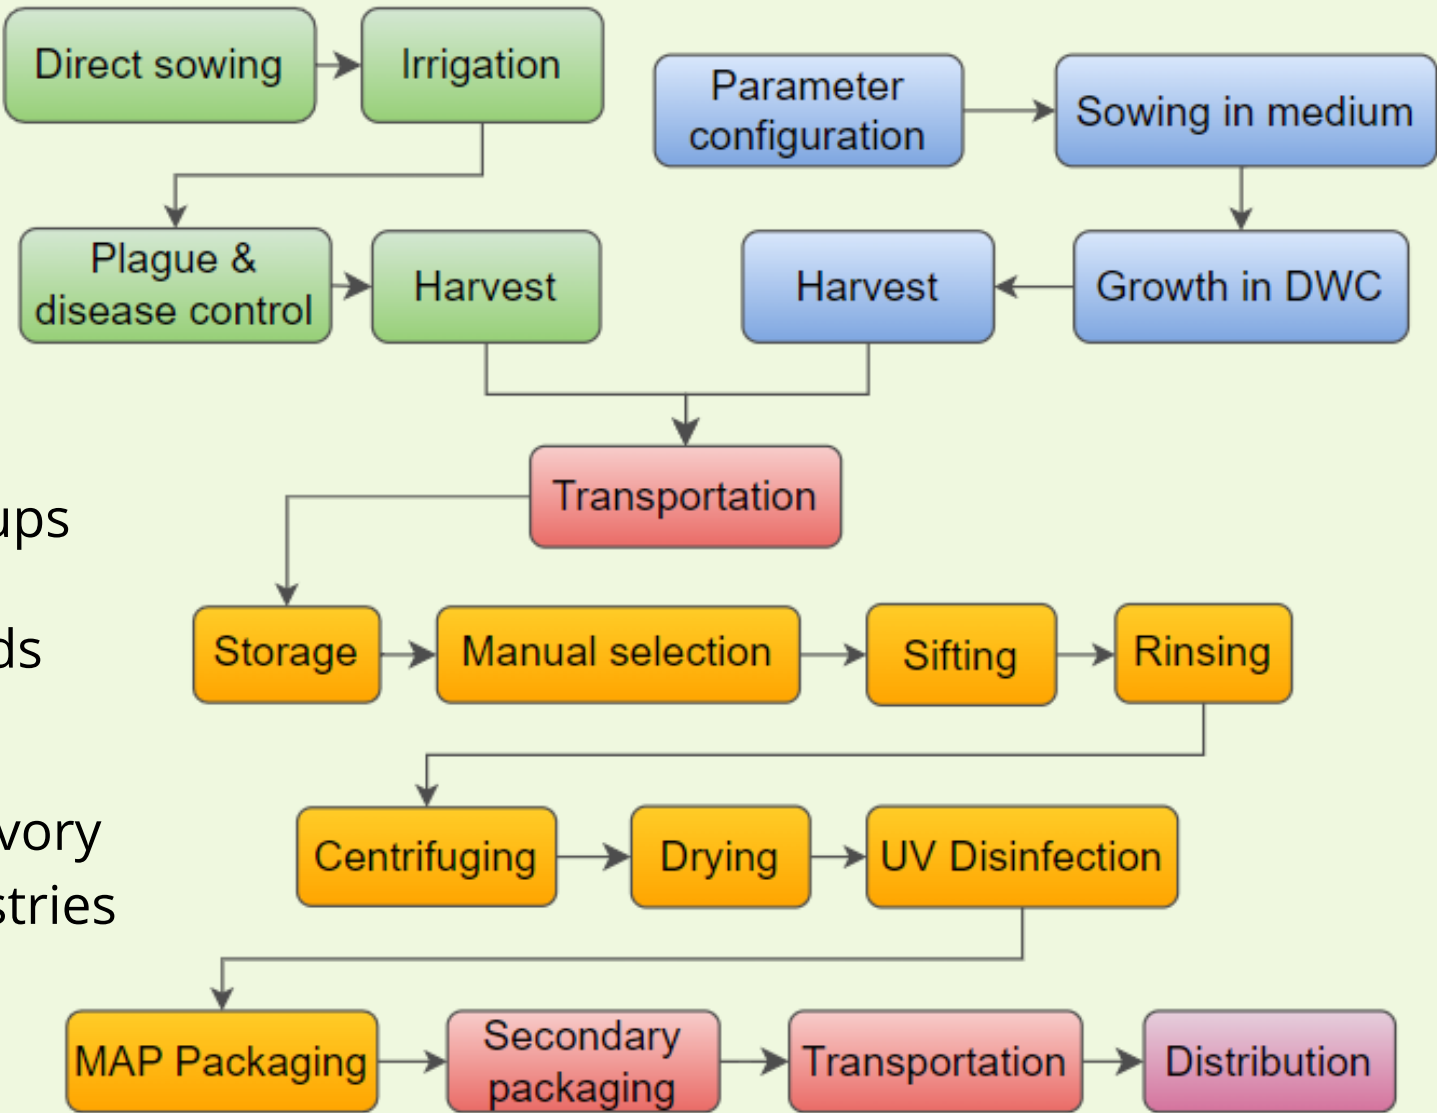 Direct sowing
Irrigation
Parameter
configuration
Sowing in medium
Plague &
disease control
Harvest
Harvest
Growth in DWC
Transportation
ups
ds
Storage
Manual selection
Sifting
Rinsing
vory
stries
Centrifuging
Drying
UV Disinfection
MAP Packaging
Secondary
packaging
Transportation
Distribution